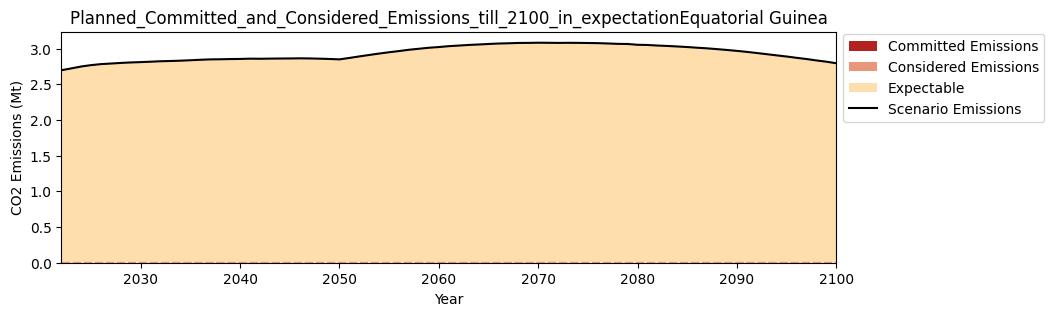 Planned_Committed_and_Considered_Emissions_till_2100_in_expectationEquatorial Guinea
Committed Emissions
Considered Emissions
Expectable
Scenario Emissions
CO2 Emissions (Mt)
3.0
2.5
2.0
1.5
1.0
0.5
0.0
2030 2040 2050 2060 2070 2080 2090 2100
Year